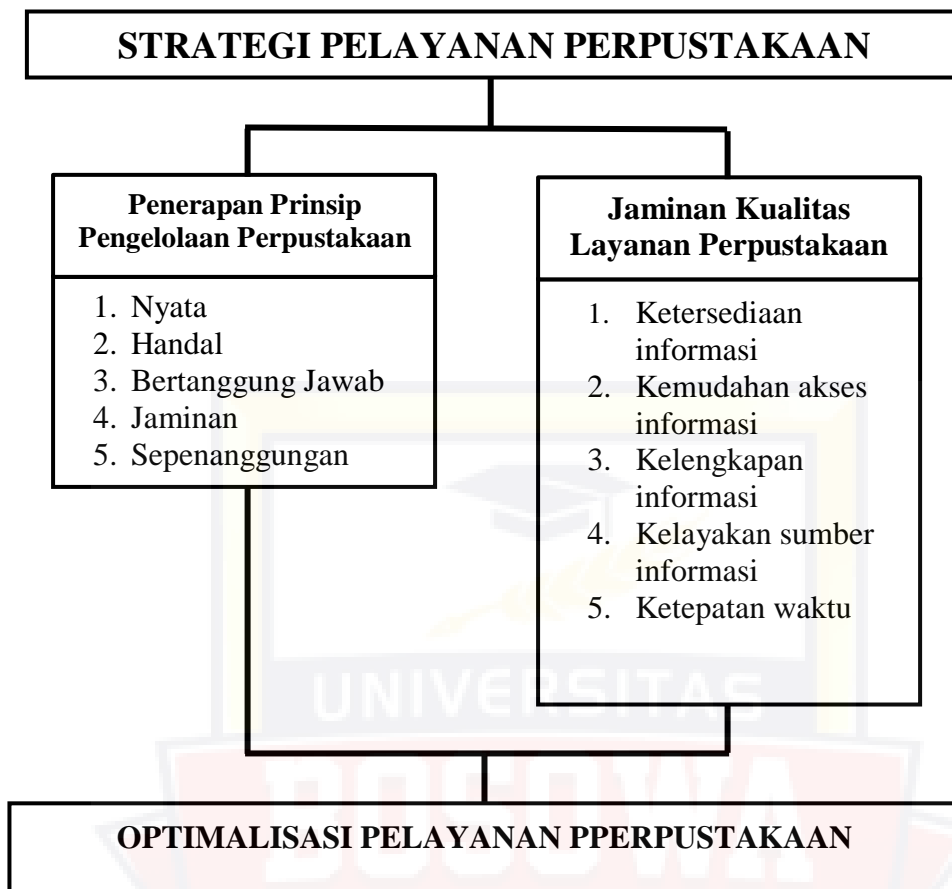 STRATEGI PELAYANAN PERPUSTAKAAN
Penerapan Prinsip
Pengelolaan Perpustakaan
1. Nyata
2. Handal
3. Bertanggung Jawab
4. Jaminan
5. Sepenanggungan
Jaminan Kualitas
Layanan Perpustakaan
1. Ketersediaan
informasi
2. Kemudahan akses
informasi
3. Kelengkapan
informasi
4. Kelayakan sumber
informasi
5. Ketepatan waktu
UNIVERSITAS
BOSOWA
OPTIMALISASI PELAYANAN PPERPUSTAKAAN